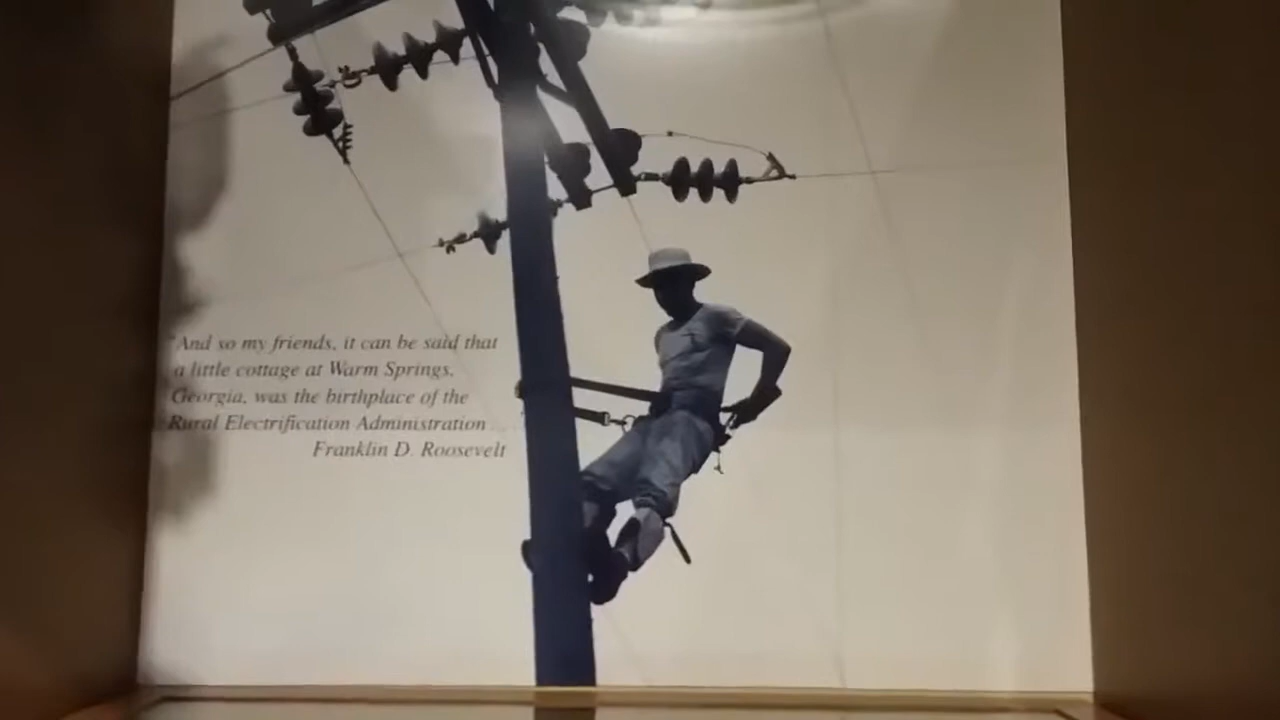 "And so my friends, it can be said that
a little cottage at Warm Springs,
Georgia, was the birthplace of the
Rural Electrification Administration...
Franklin D. Roosevelt